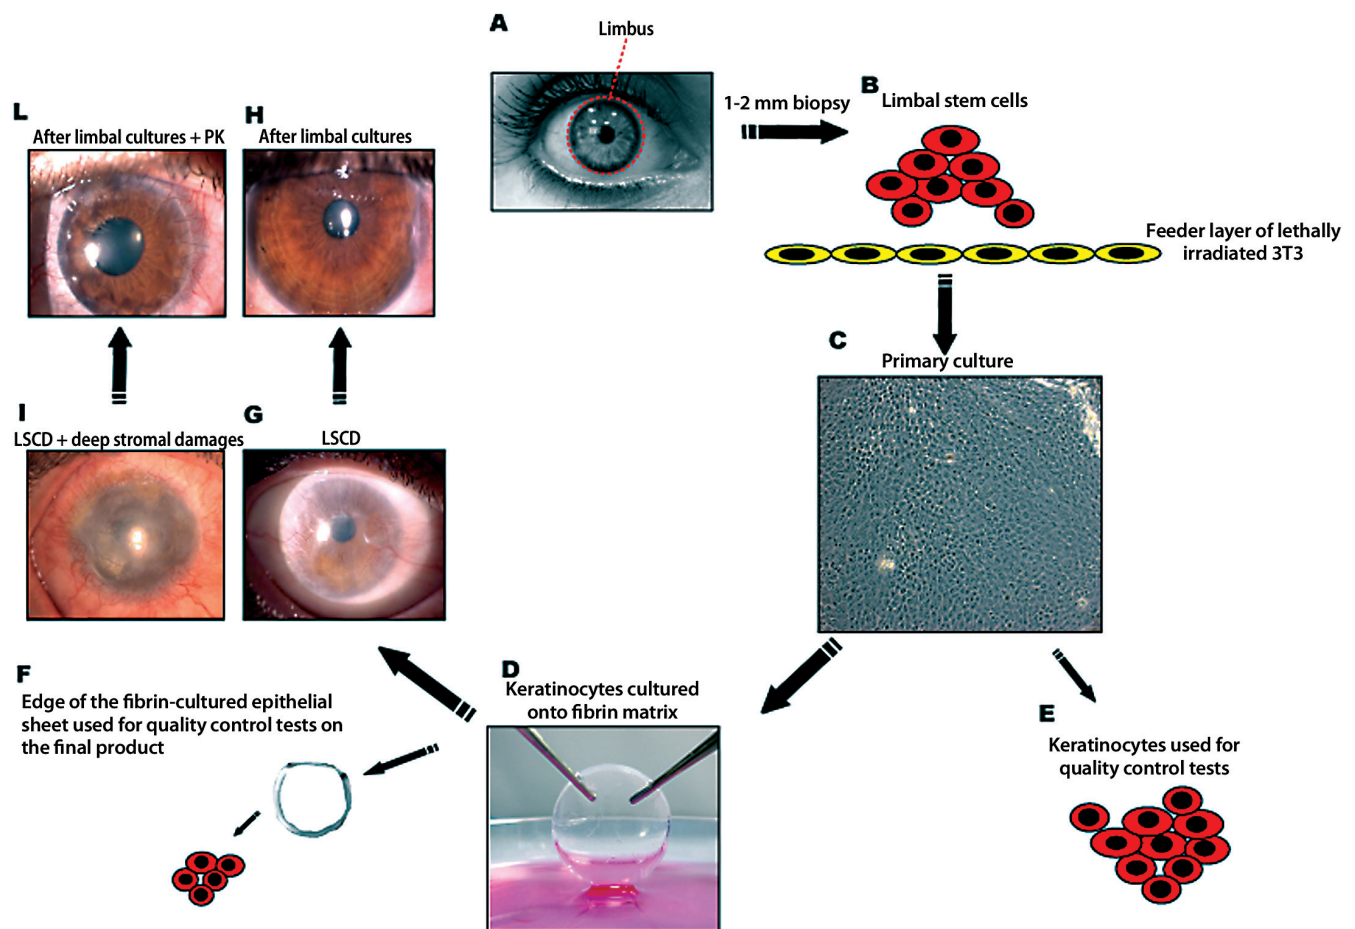 A
Limbus
1-2 mm biopsy
B
Limbal stem cells
Feeder layer of lethally
irradiated 3T3
C
Primary culture
D
Keratinocytes cultured
onto fibrin matrix
E
Keratinocytes used for
quality control tests
F
Edge of the fibrin-cultured epithelial
sheet used for quality control tests on
the final product
G
LSCD
H
After limbal cultures
I
LSCD + deep stromal damages
L
After limbal cultures + PK